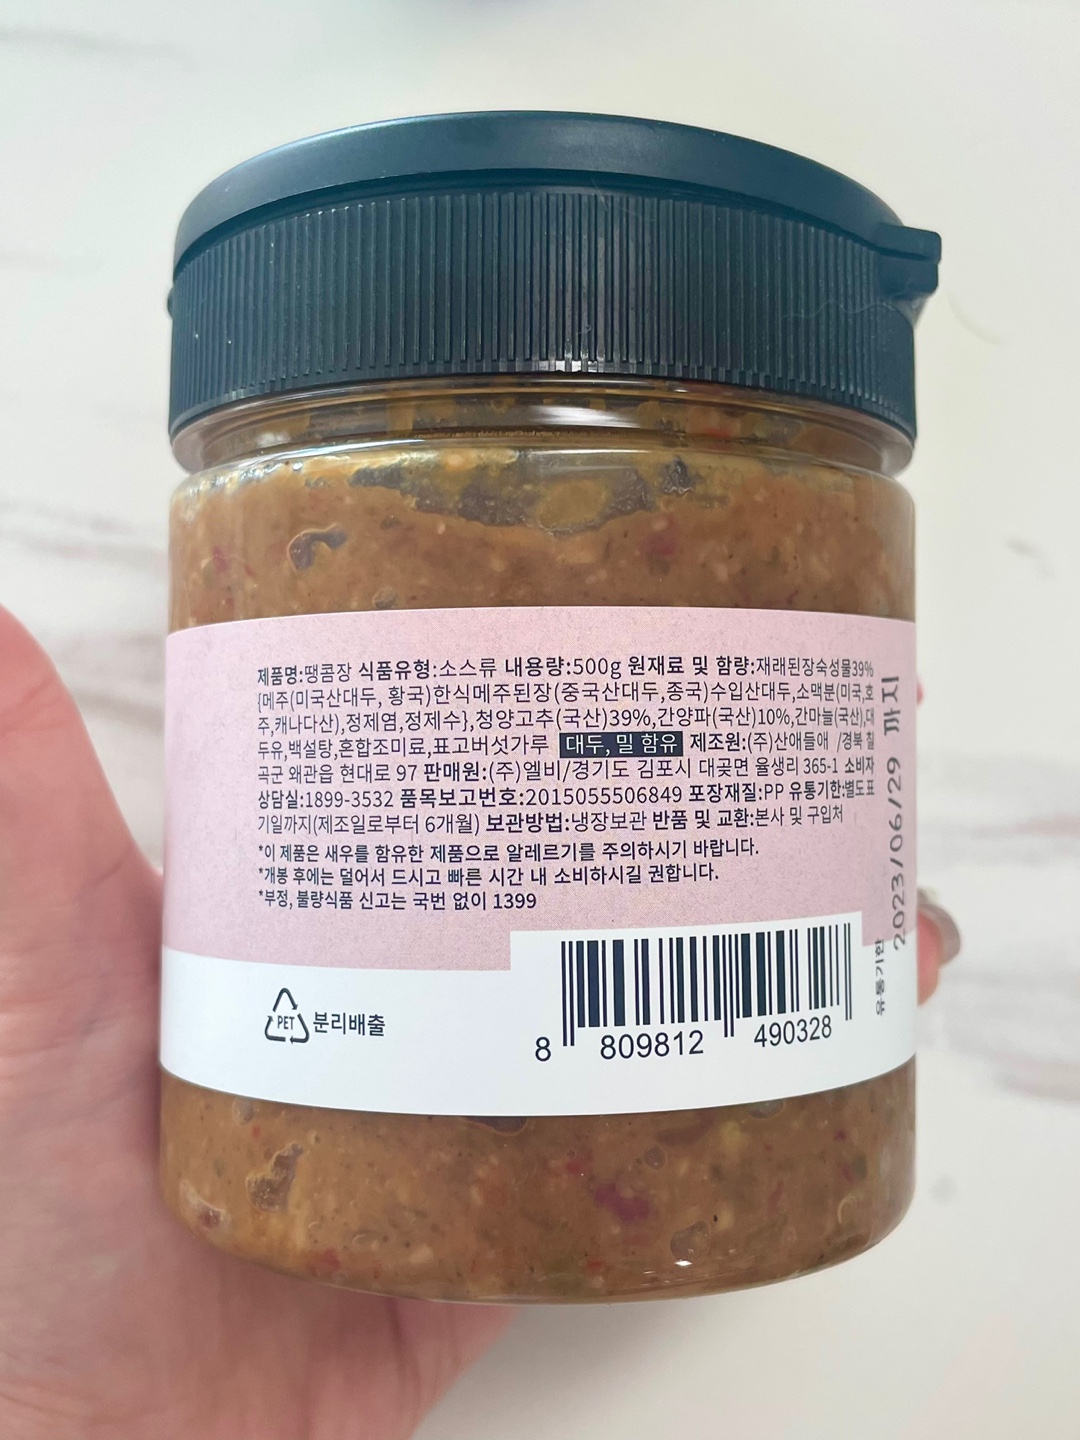 제품명:땡콤장 식품유형:소스류 내용량:500g 원재료 및 함량:재래된장숙성물39%
{메주(미국산대두, 황국)한식메주된장(중국산대두,종국)수입산대두,소맥분(미국,호
주,캐나다산),정제염,정제수},청양고추(국산)39%,간양파(국산)10%,간마늘(국산),대
두유,백설탕,혼합조미료,표고버섯가루 대두, 밀 함유 제조원:(주)산애들애 /경북 칠
곡군 왜관읍 현대로 97 판매원:(주)엘비/경기도 김포시 대곶면 율생리 365-1 소비자
상담실:1899-3532 품목보고번호:2015055506849 포장재질:PP 유통기한:별도표
기일까지(제조일로부터 6개월) 보관방법:냉장보관 반품 및 교환:본사 및 구입처
*이 제품은 새우를 함유한 제품으로 알레르기를 주의하시기 바랍니다.
*개봉 후에는 덜어서 드시고 빠른 시간 내 소비하시길 권합니다.
*부정, 불량식품 신고는 국번 없이 1399
유통기한
2023/06/29 까지
PET 분리배출
8 809812 490328